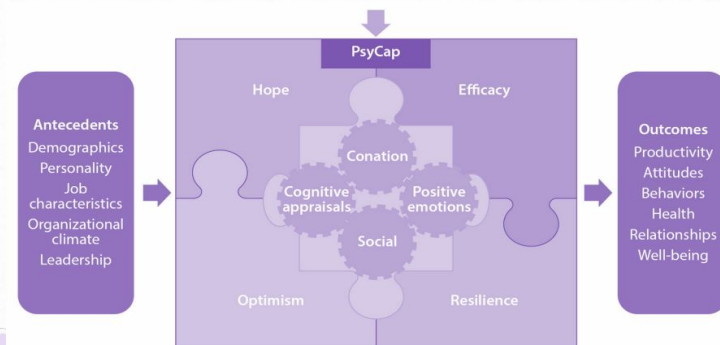 PsyCap
Hope
Efficacy
Antecedents
Demographics
Personality
Job
characteristics
Organizational
climate
Leadership
Conation
Cognitive
appraisals
Positive
emotions
Social
Optimism
Resilience
Outcomes
Productivity
Attitudes
Behaviors
Health
Relationships
Well-being